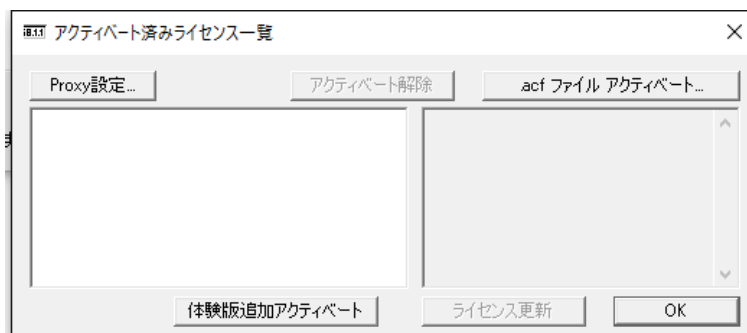 iB.1.1 アクティベート済みライセンス一覧
Proxy設定...
アクティベート解除
.acf ファイル アクティベート...
体験版追加アクティベート
ライセンス更新
OK